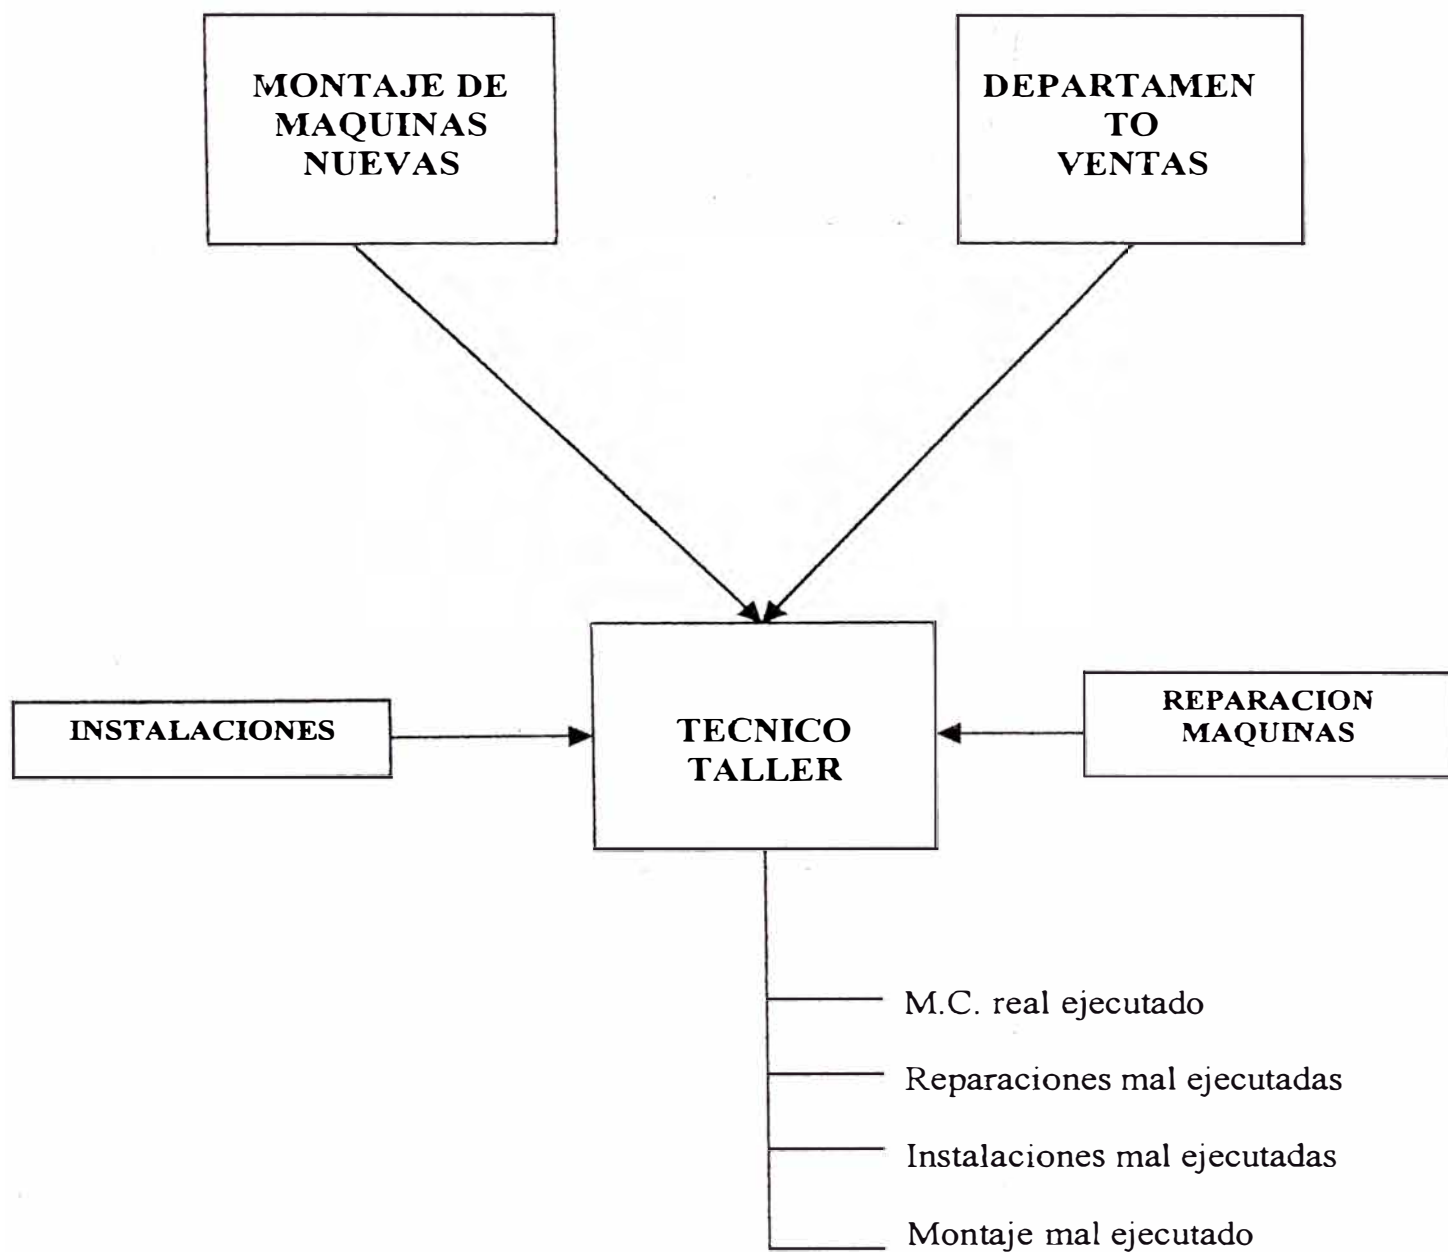 MONTAJE DE
MAQUINAS
NUEVAS
DEPARTAMEN
TO
VENTAS
INSTALACIONES
TECNICO
TALLER
REPARACION
MAQUINAS
M.C. real ejecutado
Reparaciones mal ejecutadas
Instalaciones mal ejecutadas
Montaje mal ejecutado